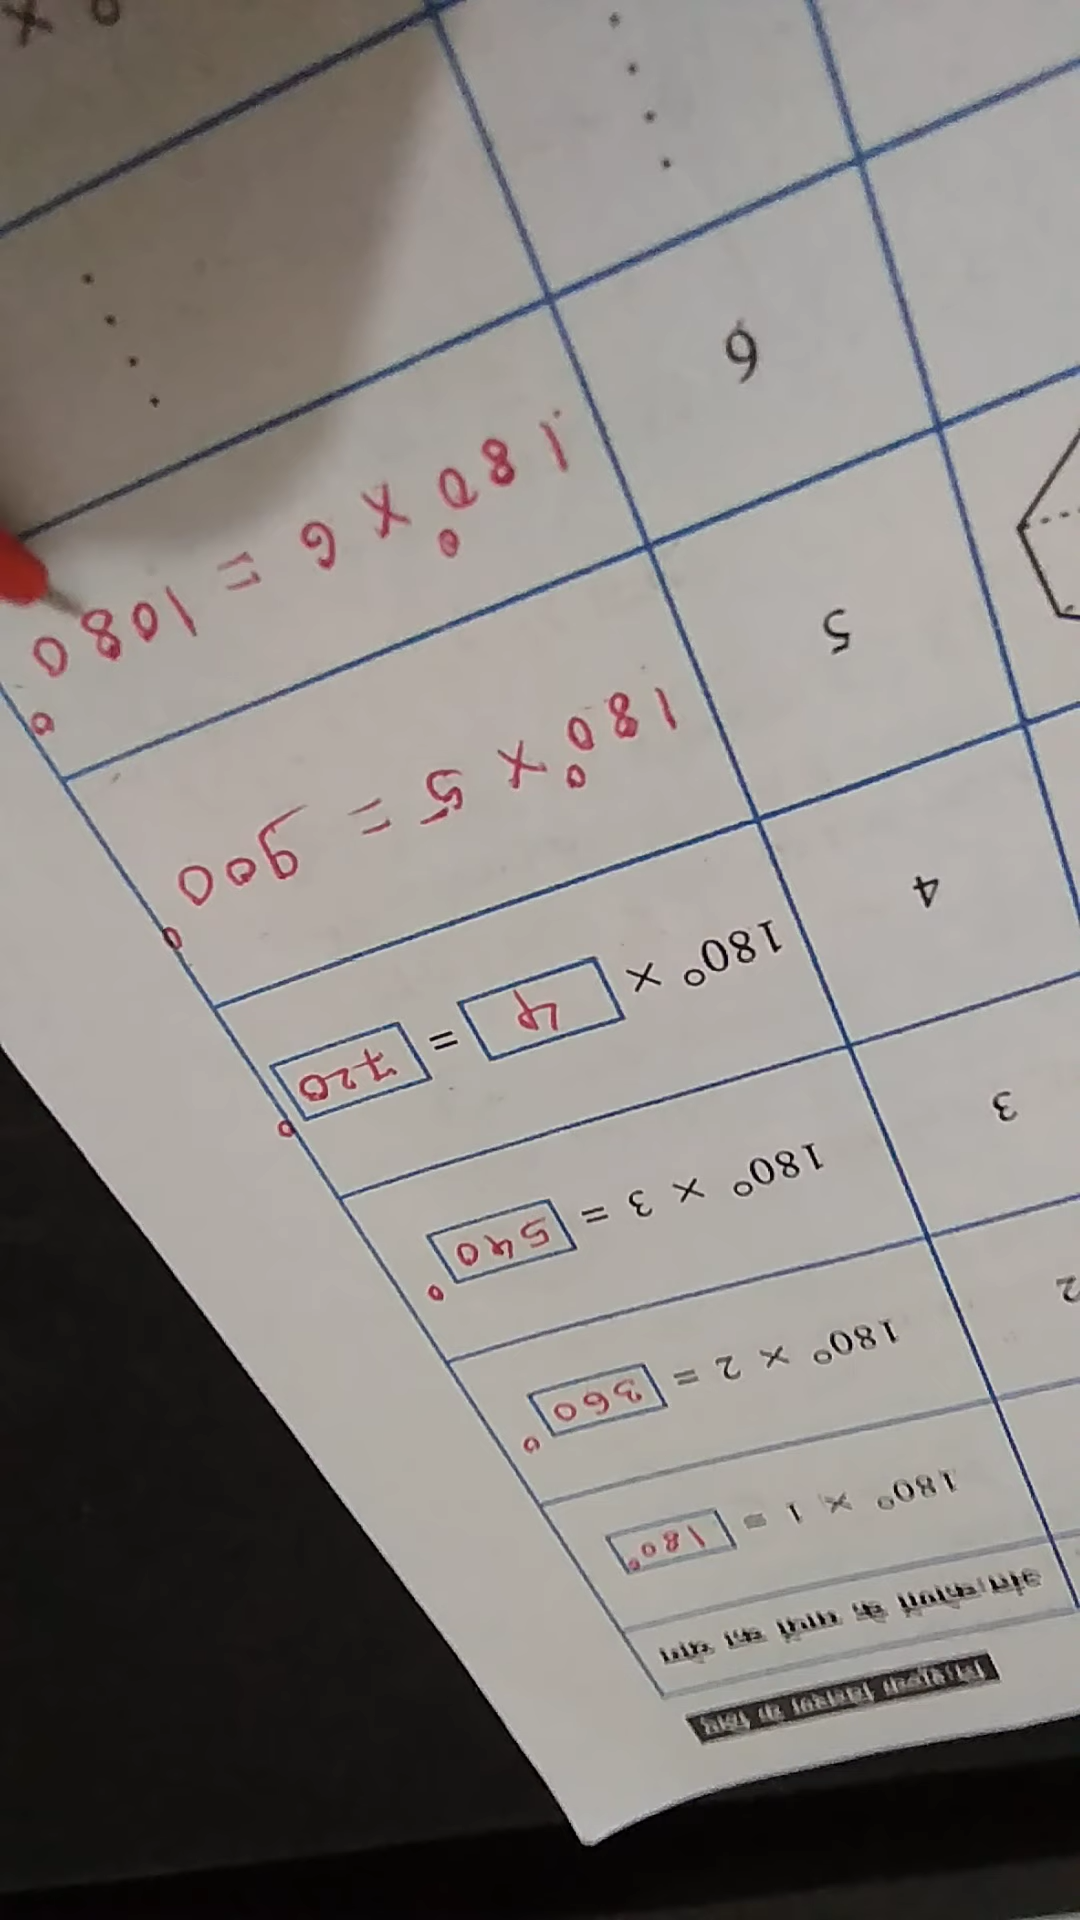 अंतःकोणों के मापों का योग
180° × 1 = 180°
2 180° × 2 = 360°
3 180° × 3 = 540°
4 180° × 4 = 720°
5 180° × 5 = 900°
6 180° × 6 = 1080°